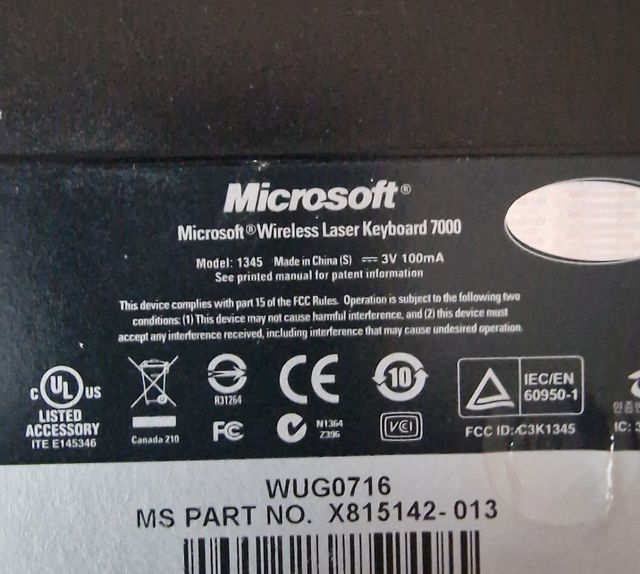 Microsoft®
Microsoft® Wireless Laser Keyboard 7000
Model: 1345 Made in China (S) 3V 100mA
See printed manual for patent information
This device complies with part 15 of the FCC Rules. Operation is subject to the following two
conditions: (1) This device may not cause harmful interference, and (2) this device must
accept any interference received, including interference that may cause undesired operation.
C UL US
LISTED
ACCESSORY
ITE E145346
Canada 210
R31264
FC
CE
N1364
Z396
10
VCI
IEC/EN
60950-1
FCC ID: C3K1345
인증
IC: 3
WUG0716
MS PART NO. X815142-013